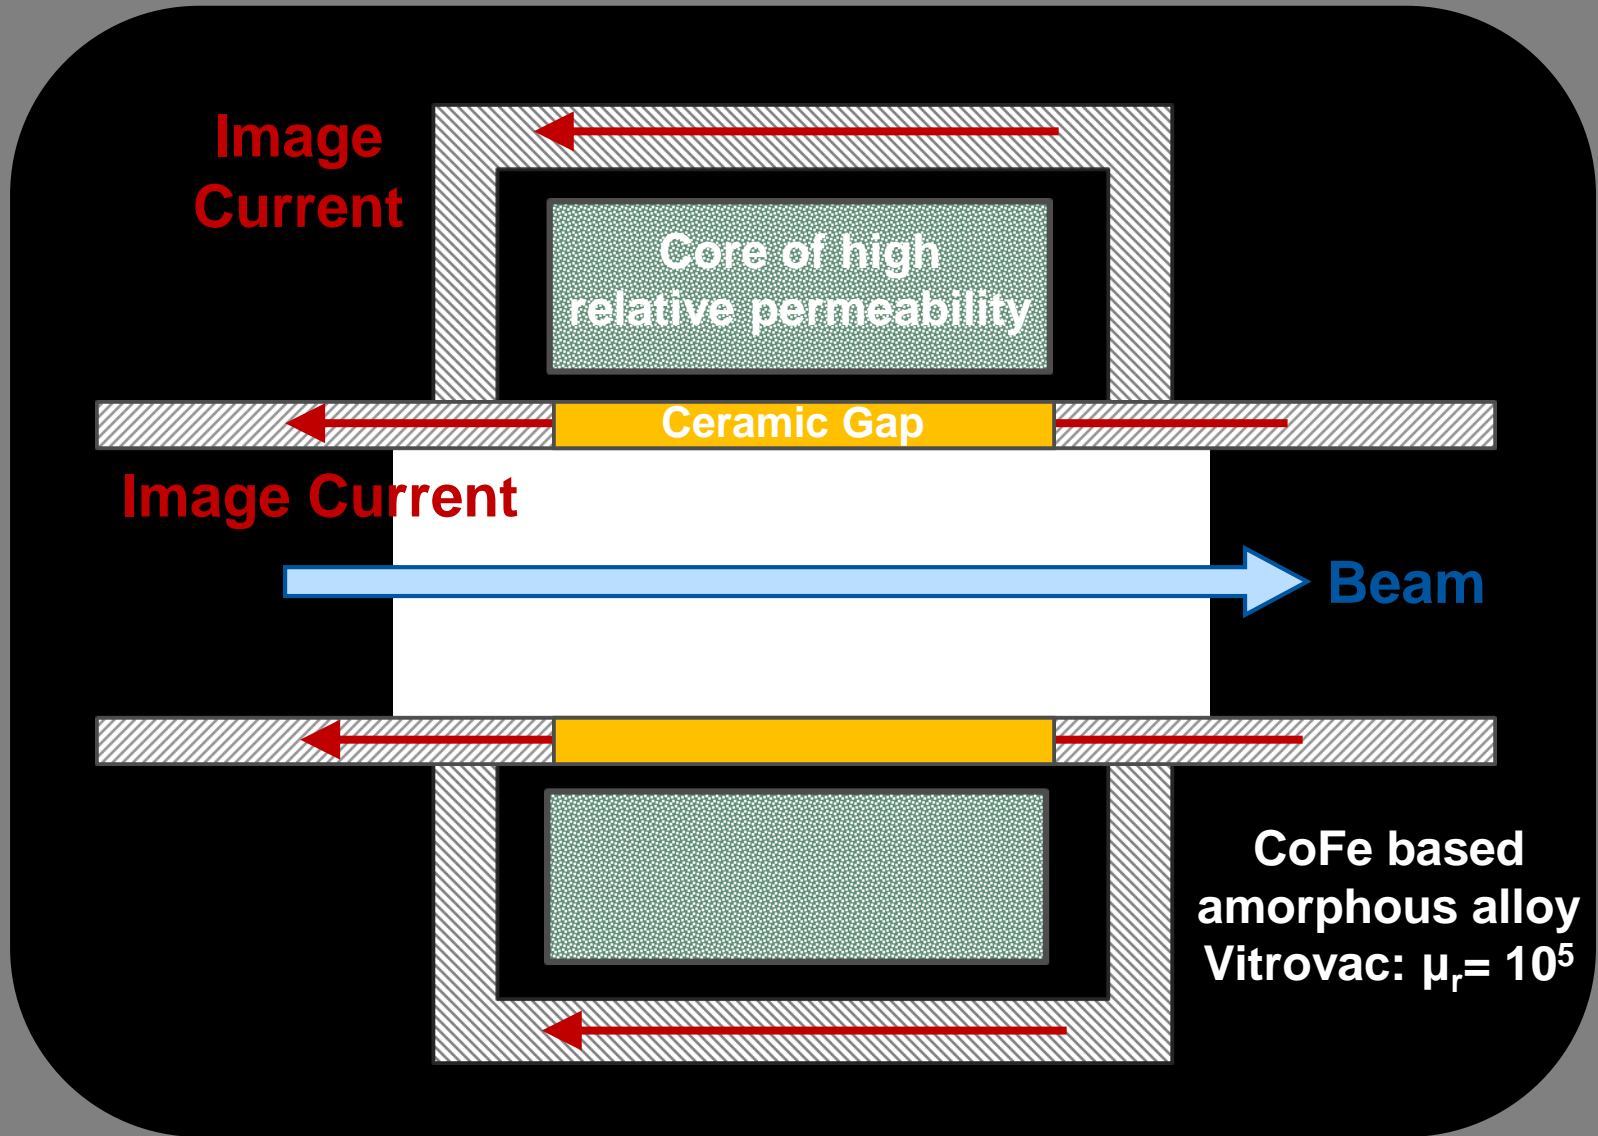 Image
Current
Core of high
relative permeability
Ceramic Gap
Image Current
Beam
CoFe based
amorphous alloy
Vitrovac: µᵣ= 10⁵